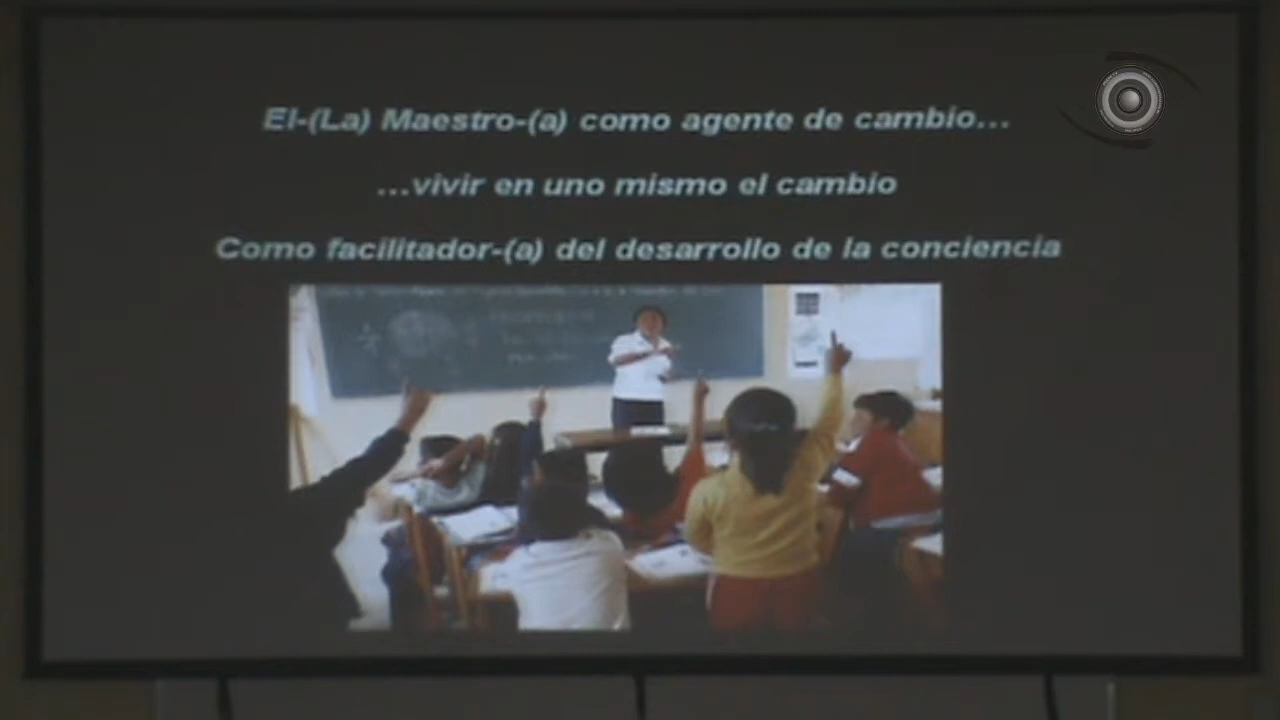 El-(La) Maestro-(a) como agente de cambio...
...vivir en uno mismo el cambio
Como facilitador-(a) del desarrollo de la conciencia